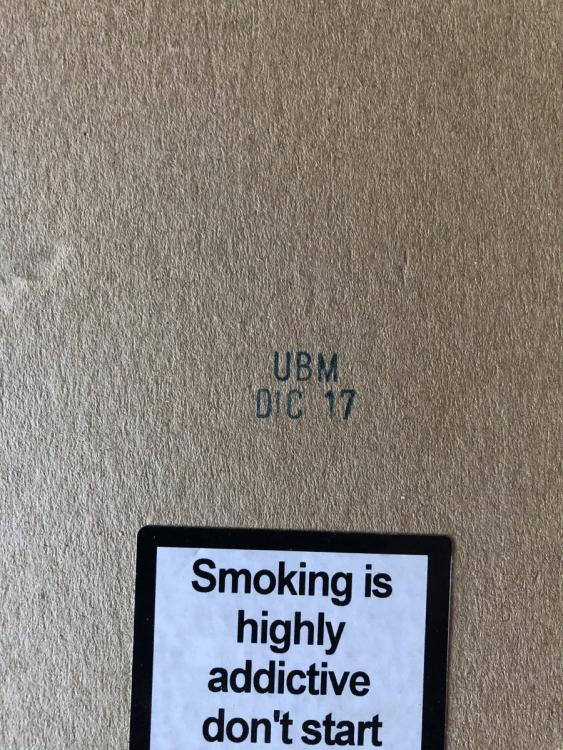 UBM
DIC 17
Smoking is
highly
addictive
don't start